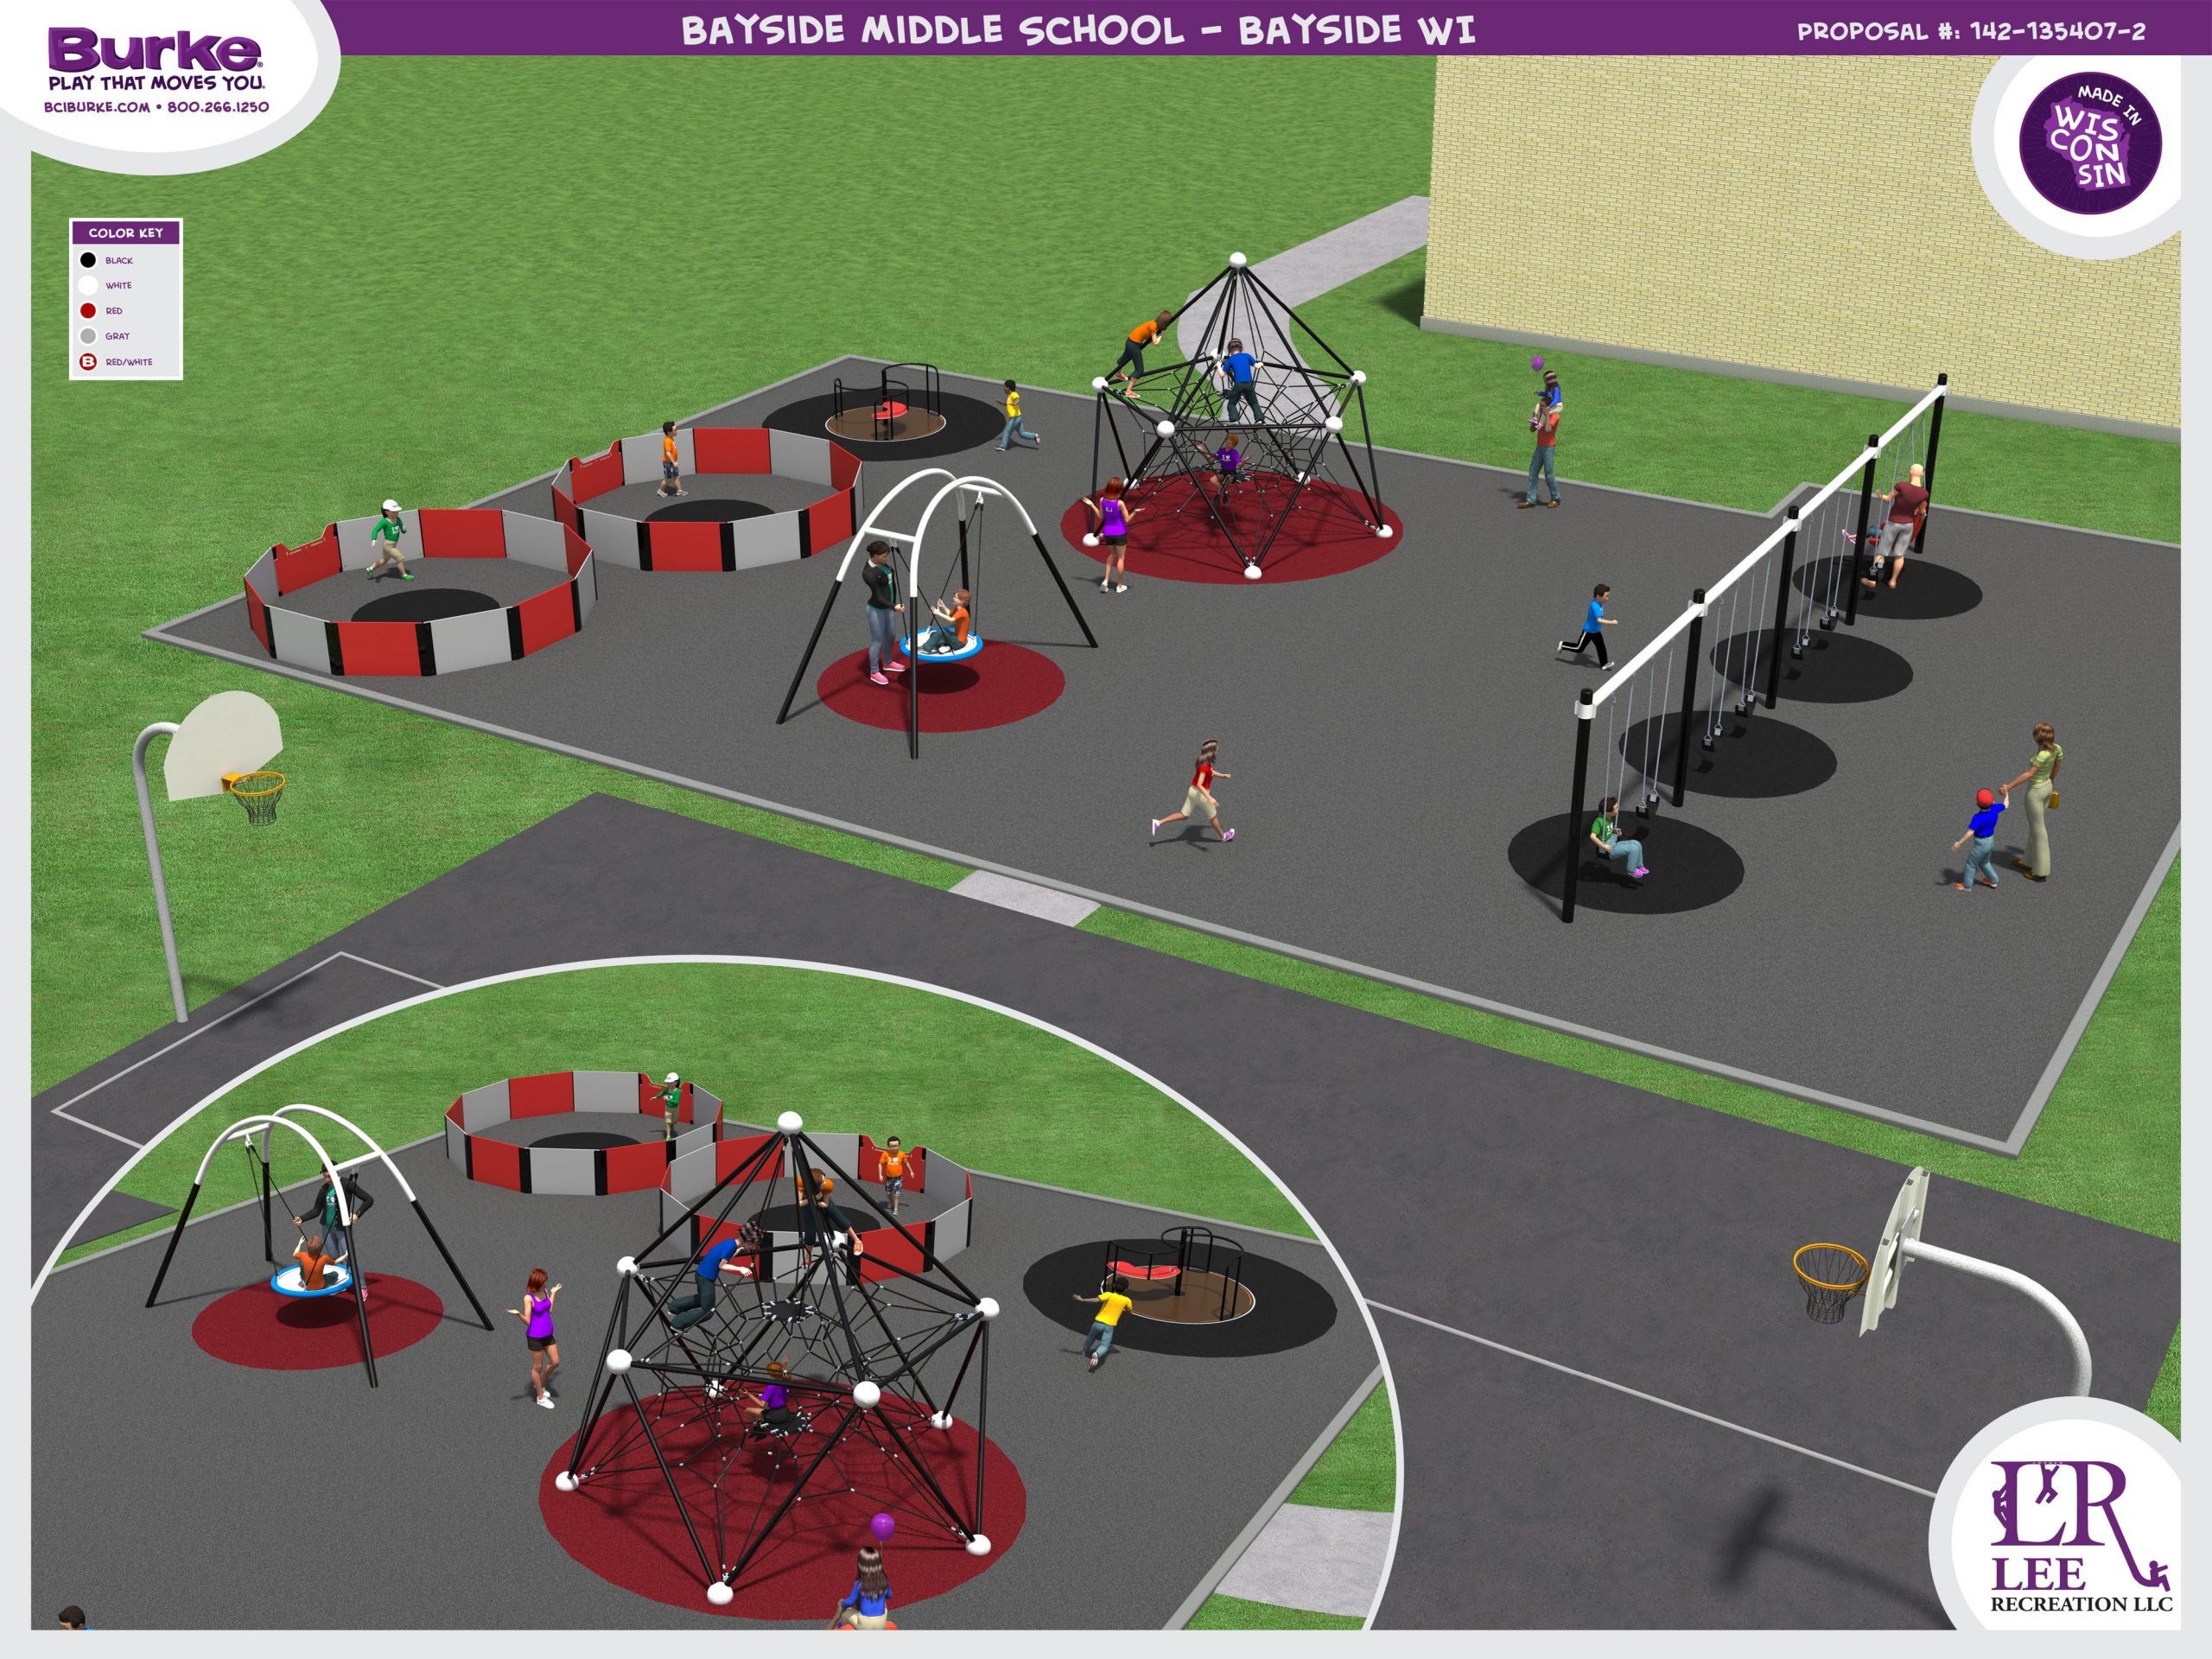 Burke
PLAY THAT MOVES YOU.
BCIBURKE.COM • 800.266.1250
BAYSIDE MIDDLE SCHOOL - BAYSIDE WI
PROPOSAL #: 142-135407-2
MADE IN
WIS
CON
SIN
COLOR KEY
BLACK
WHITE
RED
GRAY
B RED/WHITE
LR
LEE
RECREATION LLC